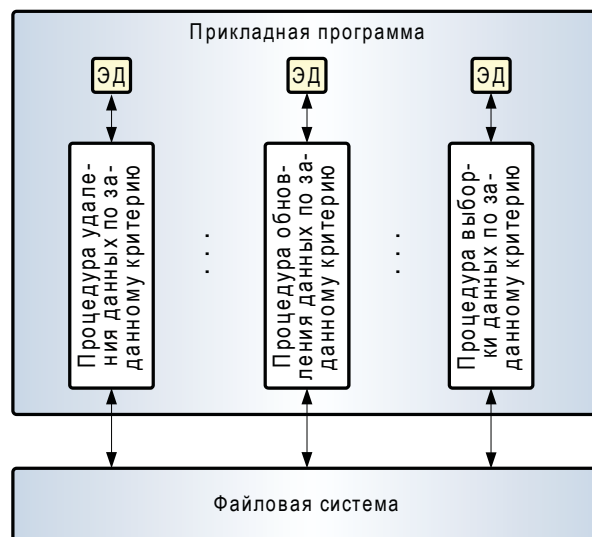 Прикладная программа
ЭД
ЭД
ЭД
Процедура удале-
ния данных по за-
данному критерию
. . .
Процедура обнов-
ления данных по за-
данному критерию
. . .
Процедура выбор-
ки данных по за-
данному критерию
Файловая система